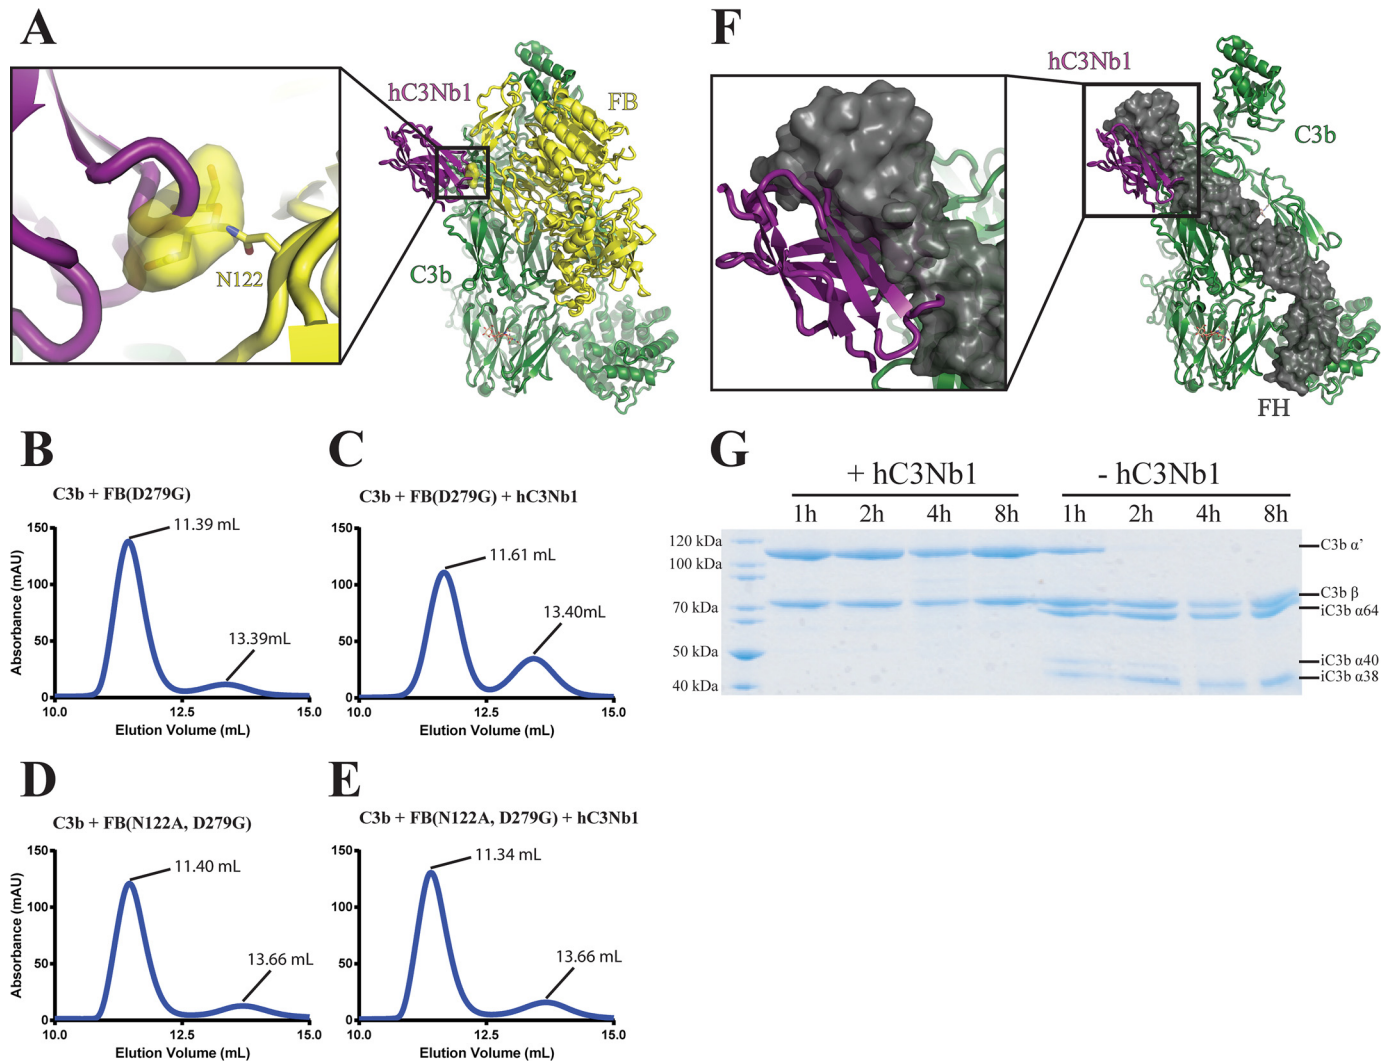 A
hC3Nb1
FB
N122
C3b
F
hC3Nb1
C3b
FH
B
C3b + FB(D279G)
150
100
50
0
Absorbance (mAU)
11.39 mL
13.39mL
10.0
12.5
15.0
Elution Volume (mL)
C
C3b + FB(D279G) + hC3Nb1
150
100
50
0
11.61 mL
13.40mL
10.0
12.5
15.0
Elution Volume (mL)
D
C3b + FB(N122A, D279G)
150
100
50
0
Absorbance (mAU)
11.40 mL
13.66 mL
10.0
12.5
15.0
Elution Volume (mL)
E
C3b + FB(N122A, D279G) + hC3Nb1
150
100
50
0
11.34 mL
13.66 mL
10.0
12.5
15.0
Elution Volume (mL)
G
+ hC3Nb1
- hC3Nb1
1h 2h 4h 8h 1h 2h 4h 8h
120 kDa
100 kDa
70 kDa
50 kDa
40 kDa
C3b α’
C3b β
iC3b α64
iC3b α40
iC3b α38